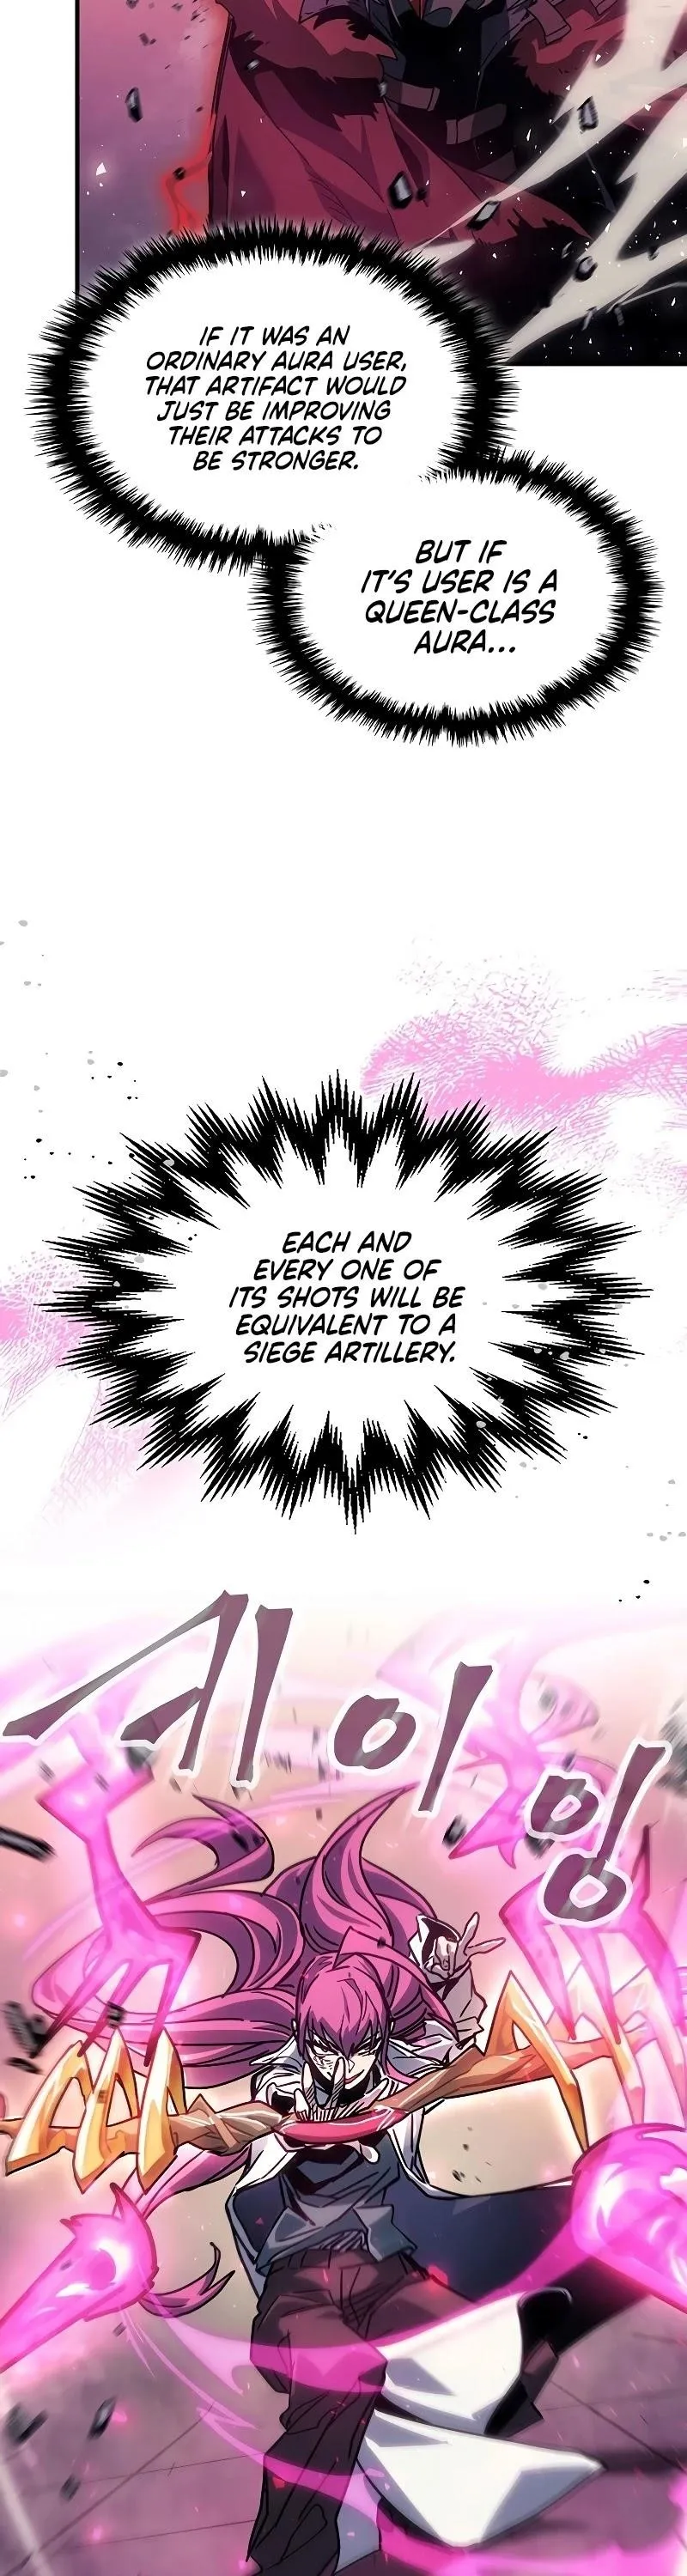 IF IT WAS AN
ORDINARY AURA USER,
THAT ARTIFACT WOULD
JUST BE IMPROVING
THEIR ATTACKS TO
BE STRONGER.
BUT IF
IT'S USER IS A
QUEEN-CLASS
AURA...
EACH AND
EVERY ONE OF
ITS SHOTS WILL BE
EQUIVALENT TO A
SIEGE ARTILLERY.
시이잉